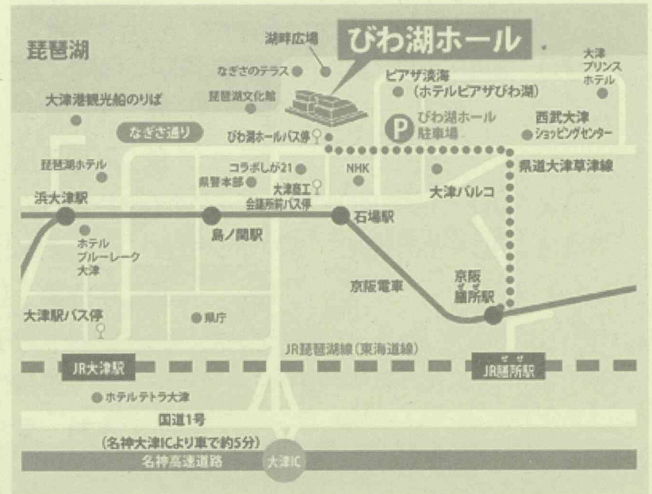 琵琶湖
湖畔広場
びわ湖ホール
大津
プリンス
ホテル
なぎさのテラス
ピアザ淡海
(ホテルピアザびわ湖)
大津港観光船のりば
琵琶湖文化館
なぎさ通り
びわ湖ホールバス停
P
びわ湖ホール
駐車場
西武大津
ショッピングセンター
琵琶湖ホテル
コラボしが21
県警本部
大津商工
会議所前バス停
NHK
大津パルコ
県道大津草津線
浜大津駅
島ノ関駅
石場駅
ホテル
ブルーレーク
大津
京阪電車
京阪
膳所駅
ぜぜ
大津駅バス停
県庁
JR琵琶湖線(東海道線)
JR大津駅
JR膳所駅
ぜぜ
ホテルテトラ大津
国道1号
(名神大津ICより車で約5分)
名神高速道路
大津IC